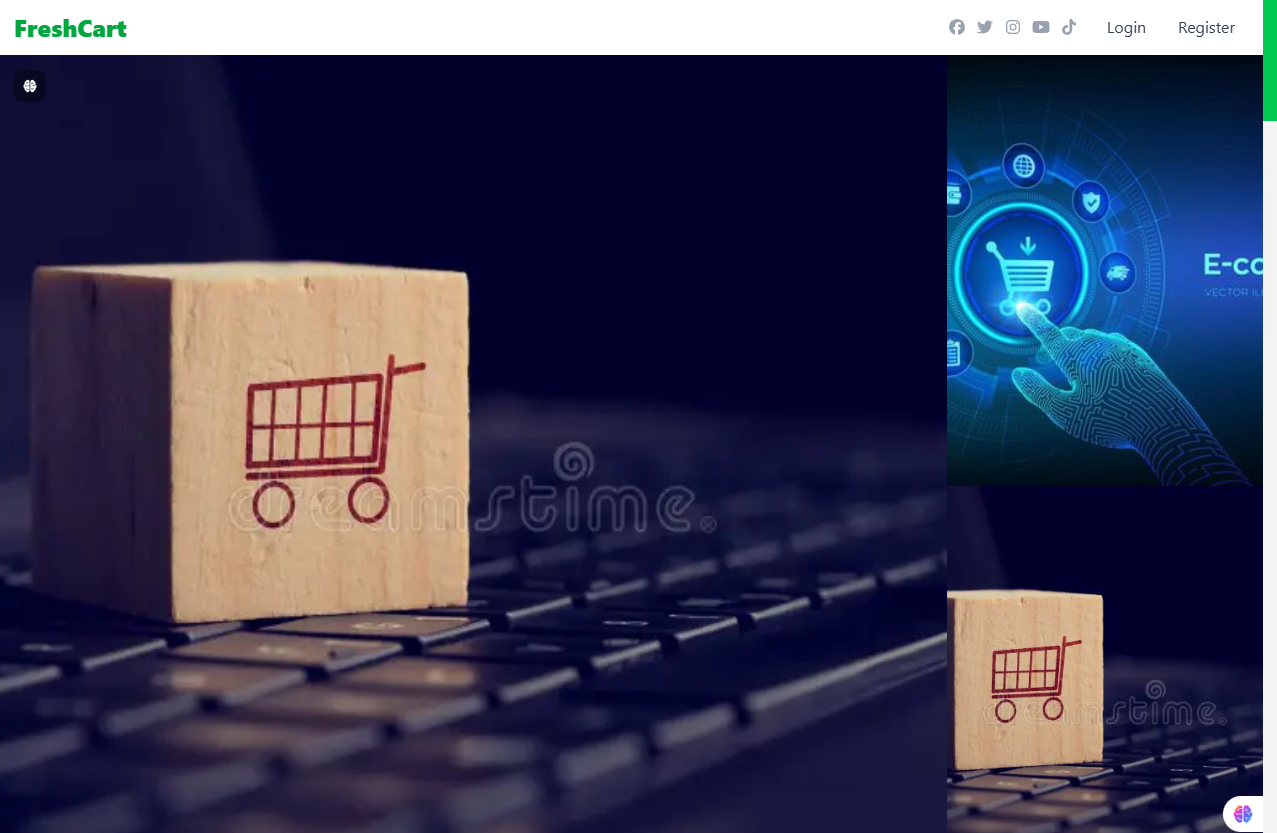 FreshCart
Login
Register
dreamstime®
E-co
VECTOR IL
dreamstime®